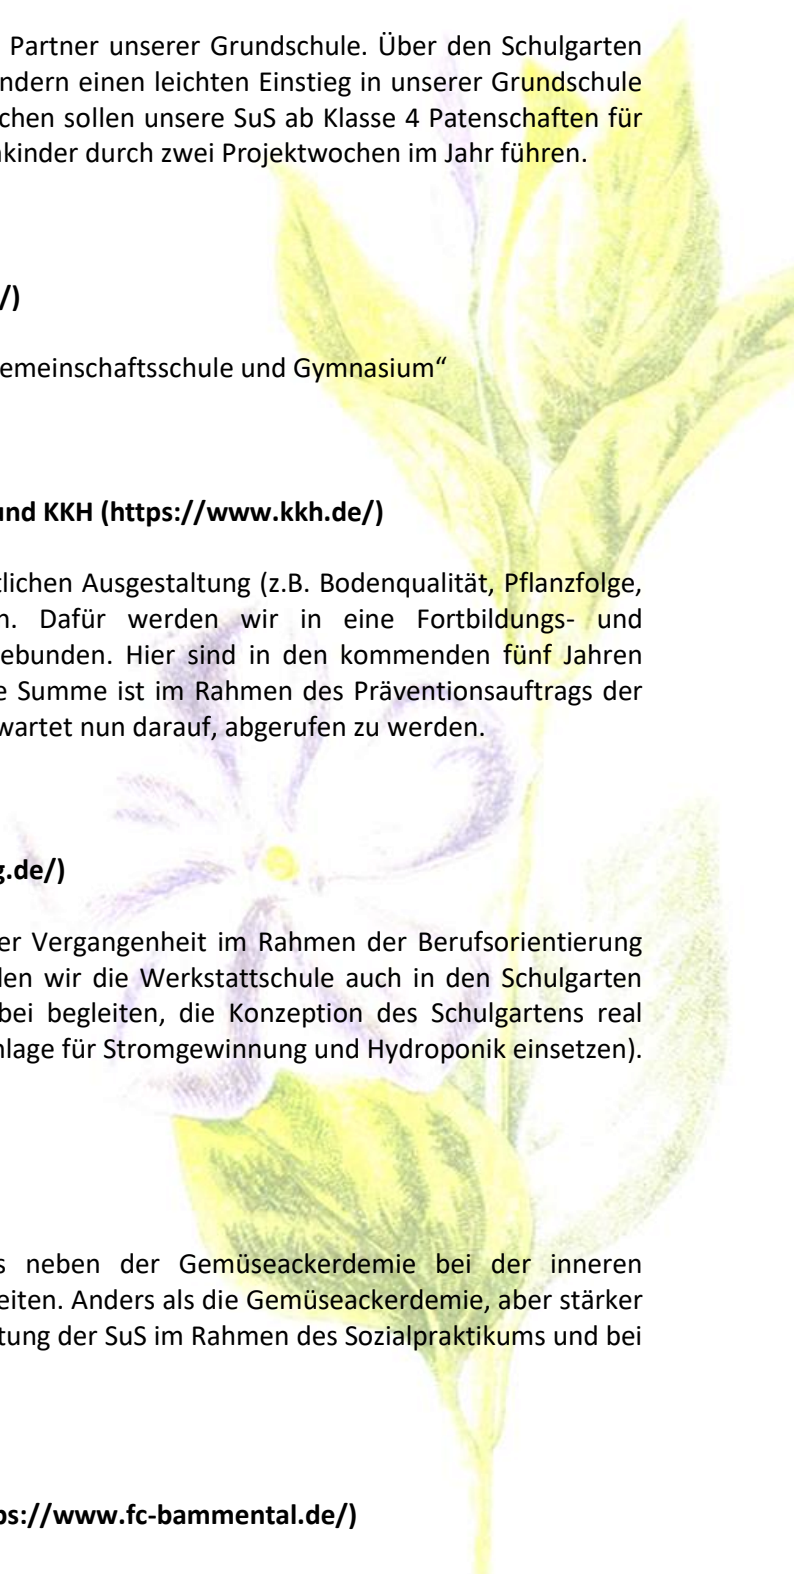 Partner unserer Grundschule. Über den Schulgarten
ndern einen leichten Einstieg in unserer Grundschule
chen sollen unsere SuS ab Klasse 4 Patenschaften für
kinder durch zwei Projektwochen im Jahr führen.
/)
emeinschaftsschule und Gymnasium“
und KKH (https://www.kkh.de/)
tlichen Ausgestaltung (z.B. Bodenqualität, Pflanzfolge,
n. Dafür werden wir in eine Fortbildungs- und
ebunden. Hier sind in den kommenden fünf Jahren
e Summe ist im Rahmen des Präventionsauftrags der
wartet nun darauf, abgerufen zu werden.
g.de/)
er Vergangenheit im Rahmen der Berufsorientierung
den wir die Werkstattschule auch in den Schulgarten
bei begleiten, die Konzeption des Schulgartens real
nlage für Stromgewinnung und Hydroponik einsetzen).
s neben der Gemüseackerdemie bei der inneren
eiten. Anders als die Gemüseackerdemie, aber stärker
tung der SuS im Rahmen des Sozialpraktikums und bei
ps://www.fc-bammental.de/)